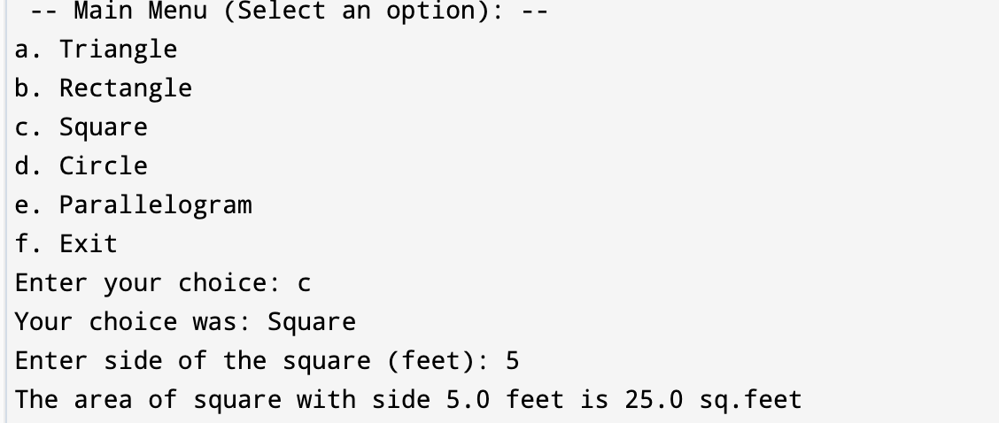 -- Main Menu (Select an option): --
a. Triangle
b. Rectangle
c. Square
d. Circle
e. Parallelogram
f. Exit
Enter your choice: c
Your choice was: Square
Enter side of the square (feet): 5
The area of square with side 5.0 feet is 25.0 sq.feet